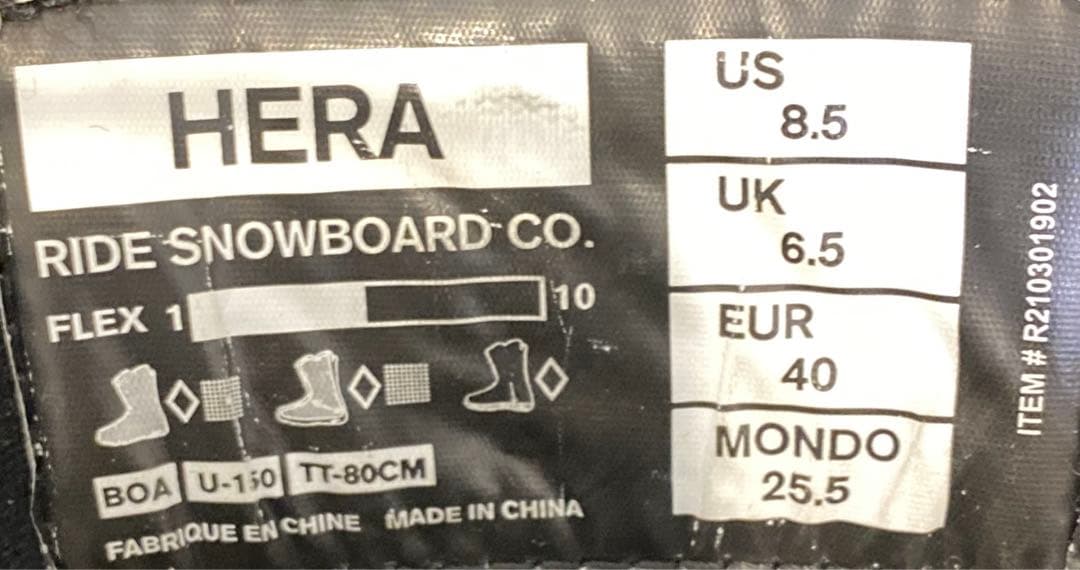 HERA
RIDE SNOWBOARD CO.
FLEX 1 10
BOA U-150 TT-80CM
FABRIQUE EN CHINE MADE IN CHINA
US
8.5
UK
6.5
EUR
40
MONDO
25.5
ITEM # R210301902